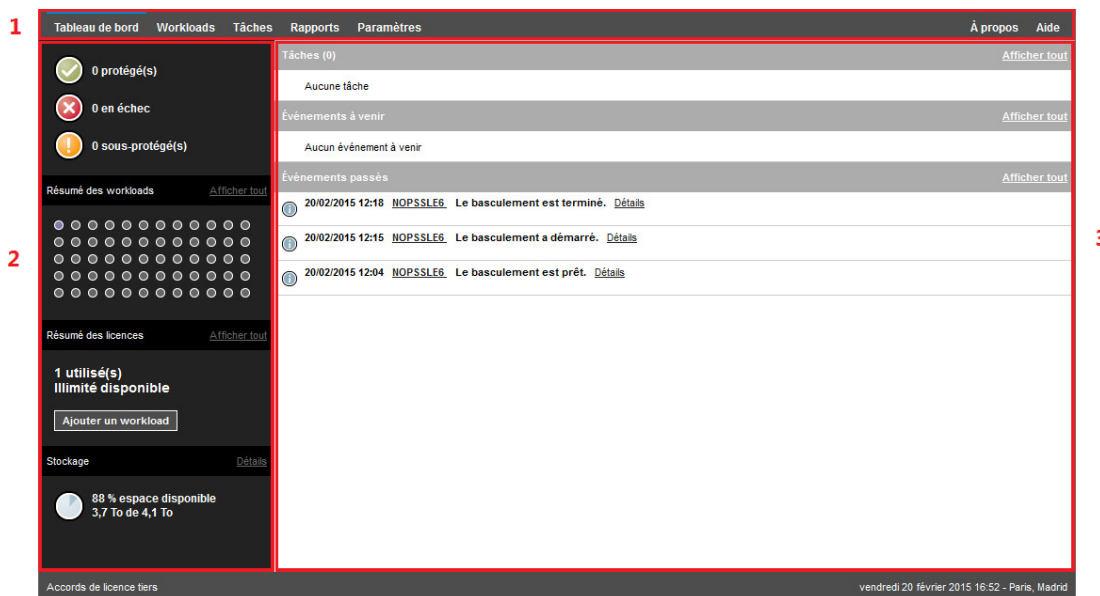 1
Tableau de bord Workloads Tâches Rapports Paramètres À propos Aide
0 protégé(s)
0 en échec
0 sous-protégé(s)
Résumé des workloads Afficher tout
2
Résumé des licences Afficher tout
1 utilisé(s)
Illimité disponible
Ajouter un workload
Stockage Détails
88 % espace disponible
3,7 To de 4,1 To
Tâches (0) Afficher tout
Aucune tâche
Événements à venir Afficher tout
Aucun événement à venir
Événements passés Afficher tout
20/02/2015 12:18 NOPSSLE6 Le basculement est terminé. Détails
20/02/2015 12:15 NOPSSLE6 Le basculement a démarré. Détails
20/02/2015 12:04 NOPSSLE6 Le basculement est prêt. Détails
3
Accords de licence tiers vendredi 20 février 2015 16:52 - Paris, Madrid